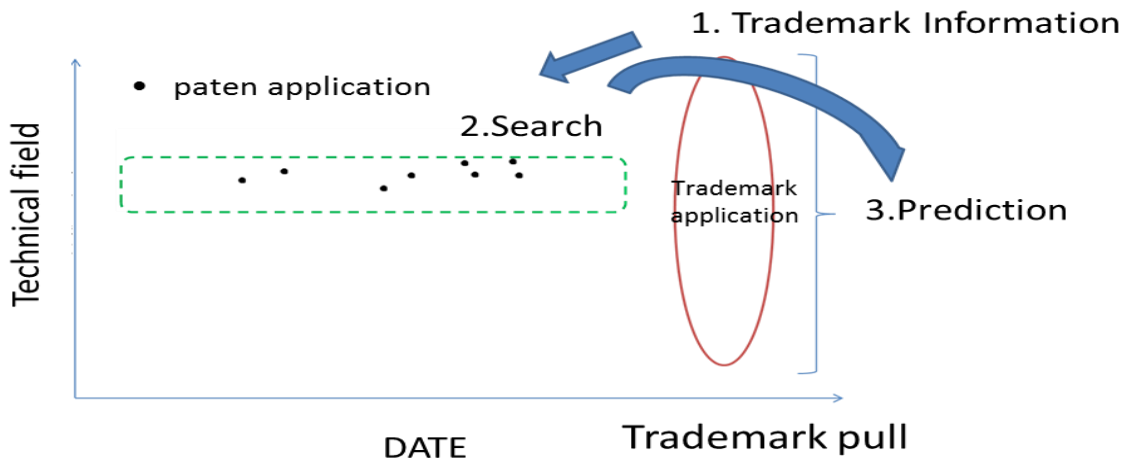 1. Trademark Information
paten application
2.Search
Technical field
Trademark
application
3.Prediction
DATE
Trademark pull